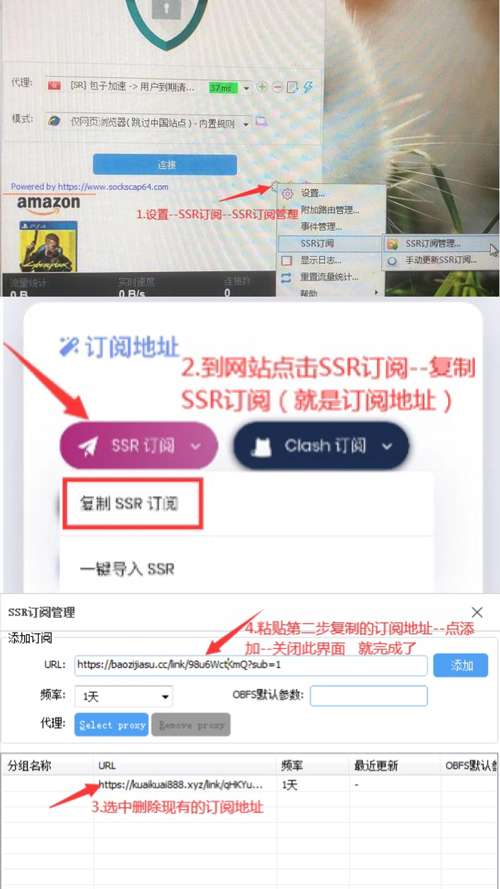 代理:
[SR] 包子加速 -> 用户到期请...
37ms
模式:
仅网页浏览器(跳过中国站点) - 内置规则
连接
Powered by https://www.sockscap64.com
amazon
1.设置--SSR订阅--SSR订阅管理
设置...
附加路由管理...
事件管理...
SSR订阅
SSR订阅管理...
显示日志...
手动更新SSR订阅...
重置流量统计...
帮助
流量统计:
实时速度
连接数
0 B
0 B/s
0
订阅地址
2.到网站点击SSR订阅--复制
SSR订阅（就是订阅地址）
SSR 订阅
Clash 订阅
复制 SSR 订阅
一键导入 SSR
SSR订阅管理
4.粘贴第二步复制的订阅地址--点添
加--关闭此界面 就完成了
添加订阅
URL:
https://baozijiasu.cc/link/98u6WctKmQ?sub=1
添加
频率:
1天
OBFS默认参数:
代理:
Select proxy
Remove proxy
分组名称
URL
频率
最近更新
OBFS默认参
https://kuaikuai888.xyz/link/qHKYu...
1天
-
3.选中删除现有的订阅地址